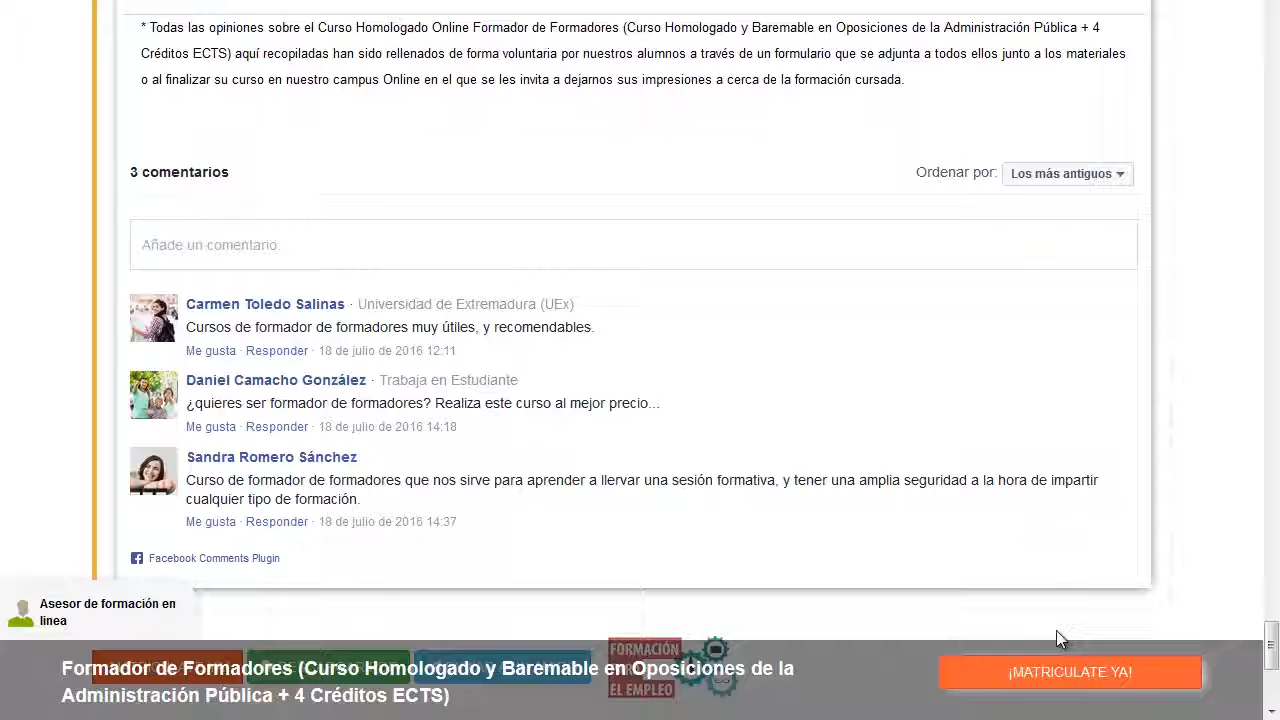 * Todas las opiniones sobre el Curso Homologado Online Formador de Formadores (Curso Homologado y Baremable en Oposiciones de la Administración Pública + 4
Créditos ECTS) aquí recopiladas han sido rellenados de forma voluntaria por nuestros alumnos a través de un formulario que se adjunta a todos ellos junto a los materiales
o al finalizar su curso en nuestro campus Online en el que se les invita a dejarnos sus impresiones a cerca de la formación cursada.
3 comentarios
Ordenar por: Los más antiguos
Añade un comentario.
Carmen Toledo Salinas · Universidad de Extremadura (UEx)
Cursos de formador de formadores muy útiles, y recomendables.
Me gusta · Responder · 18 de julio de 2016 12:11
Daniel Camacho González · Trabaja en Estudiante
¿quieres ser formador de formadores? Realiza este curso al mejor precio...
Me gusta · Responder · 18 de julio de 2016 14:18
Sandra Romero Sánchez
Curso de formador de formadores que nos sirve para aprender a llervar una sesión formativa, y tener una amplia seguridad a la hora de impartir
cualquier tipo de formación.
Me gusta · Responder · 18 de julio de 2016 14:37
Facebook Comments Plugin
Asesor de formación en
linea
FORMACIÓN
EL EMPLEO
Formador de Formadores (Curso Homologado y Baremable en Oposiciones de la
Administración Pública + 4 Créditos ECTS)
¡MATRICULATE YA!